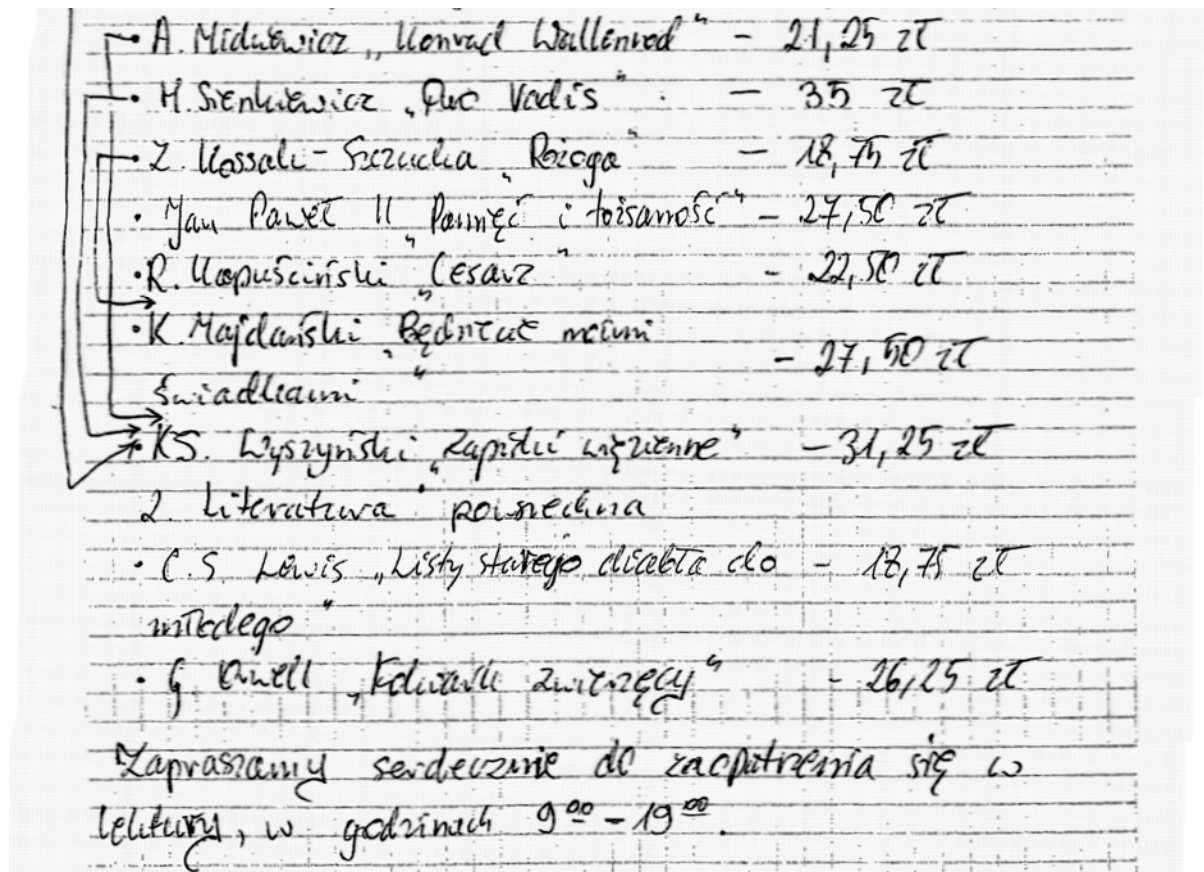 • A. Mickiewicz „Konrad Wallenrod" - 21,25 zł
• H. Sienkiewicz „Quo Vadis" - 35 zł
• Z. Kossak-Szczucka „Pożoga" - 18,75 zł
• Jan Paweł II „Pamięć i tożsamość" - 27,50 zł
• R. Kapuściński „Cesarz" - 22,50 zł
• K. Majdański „Będziecie moimi
świadkami" - 27,50 zł
• KS. Wyszyński „Zapiski więzienne" - 31,25 zł
2. Literatura powszechna
• C.S Lewis „Listy starego diabła do - 18,75 zł
młodego"
• G. Orwell „Folwark zwierzęcy" - 26,25 zł
Zapraszamy serdecznie do zaopatrzenia się w
lektury, w godzinach 9⁰⁰ - 19⁰⁰.